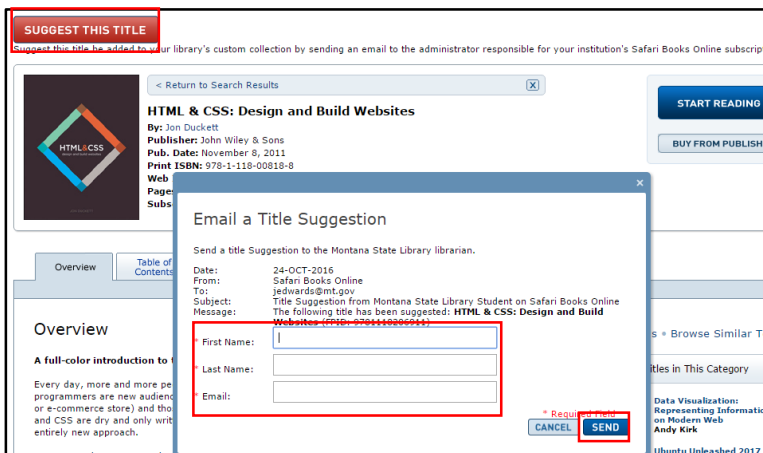 SUGGEST THIS TITLE
Suggest this title be added to your library's custom collection by sending an email to the administrator responsible for your institution's Safari Books Online subscrip
< Return to Search Results
X
HTML & CSS
HTML & CSS: Design and Build Websites
By: Jon Duckett
Publisher: John Wiley & Sons
Pub. Date: November 8, 2011
Print ISBN: 978-1-118-00818-8
Web
Pages
Subs
START READING
BUY FROM PUBLISH
×
Email a Title Suggestion
Send a title Suggestion to the Montana State Library librarian.
Date: 24-OCT-2016
From: Safari Books Online
To: jedwards@mt.gov
Subject: Title Suggestion from Montana State Library Student on Safari Books Online
Message: The following title has been suggested: HTML & CSS: Design and Build
Websites (FPID: 9781118206911)
* First Name:
* Last Name:
* Email:
* Required Field
CANCEL
SEND
Overview
Table of
Contents
Overview
A full-color introduction to t
Every day, more and more pe
programmers are new audienc
or e-commerce store) and tho
and CSS are dry and only writ
entirely new approach.
s • Browse Similar T
itles in This Category
Data Visualization:
Representing Informatio
on Modern Web
Andy Kirk
Ubuntu Unleashed 2017